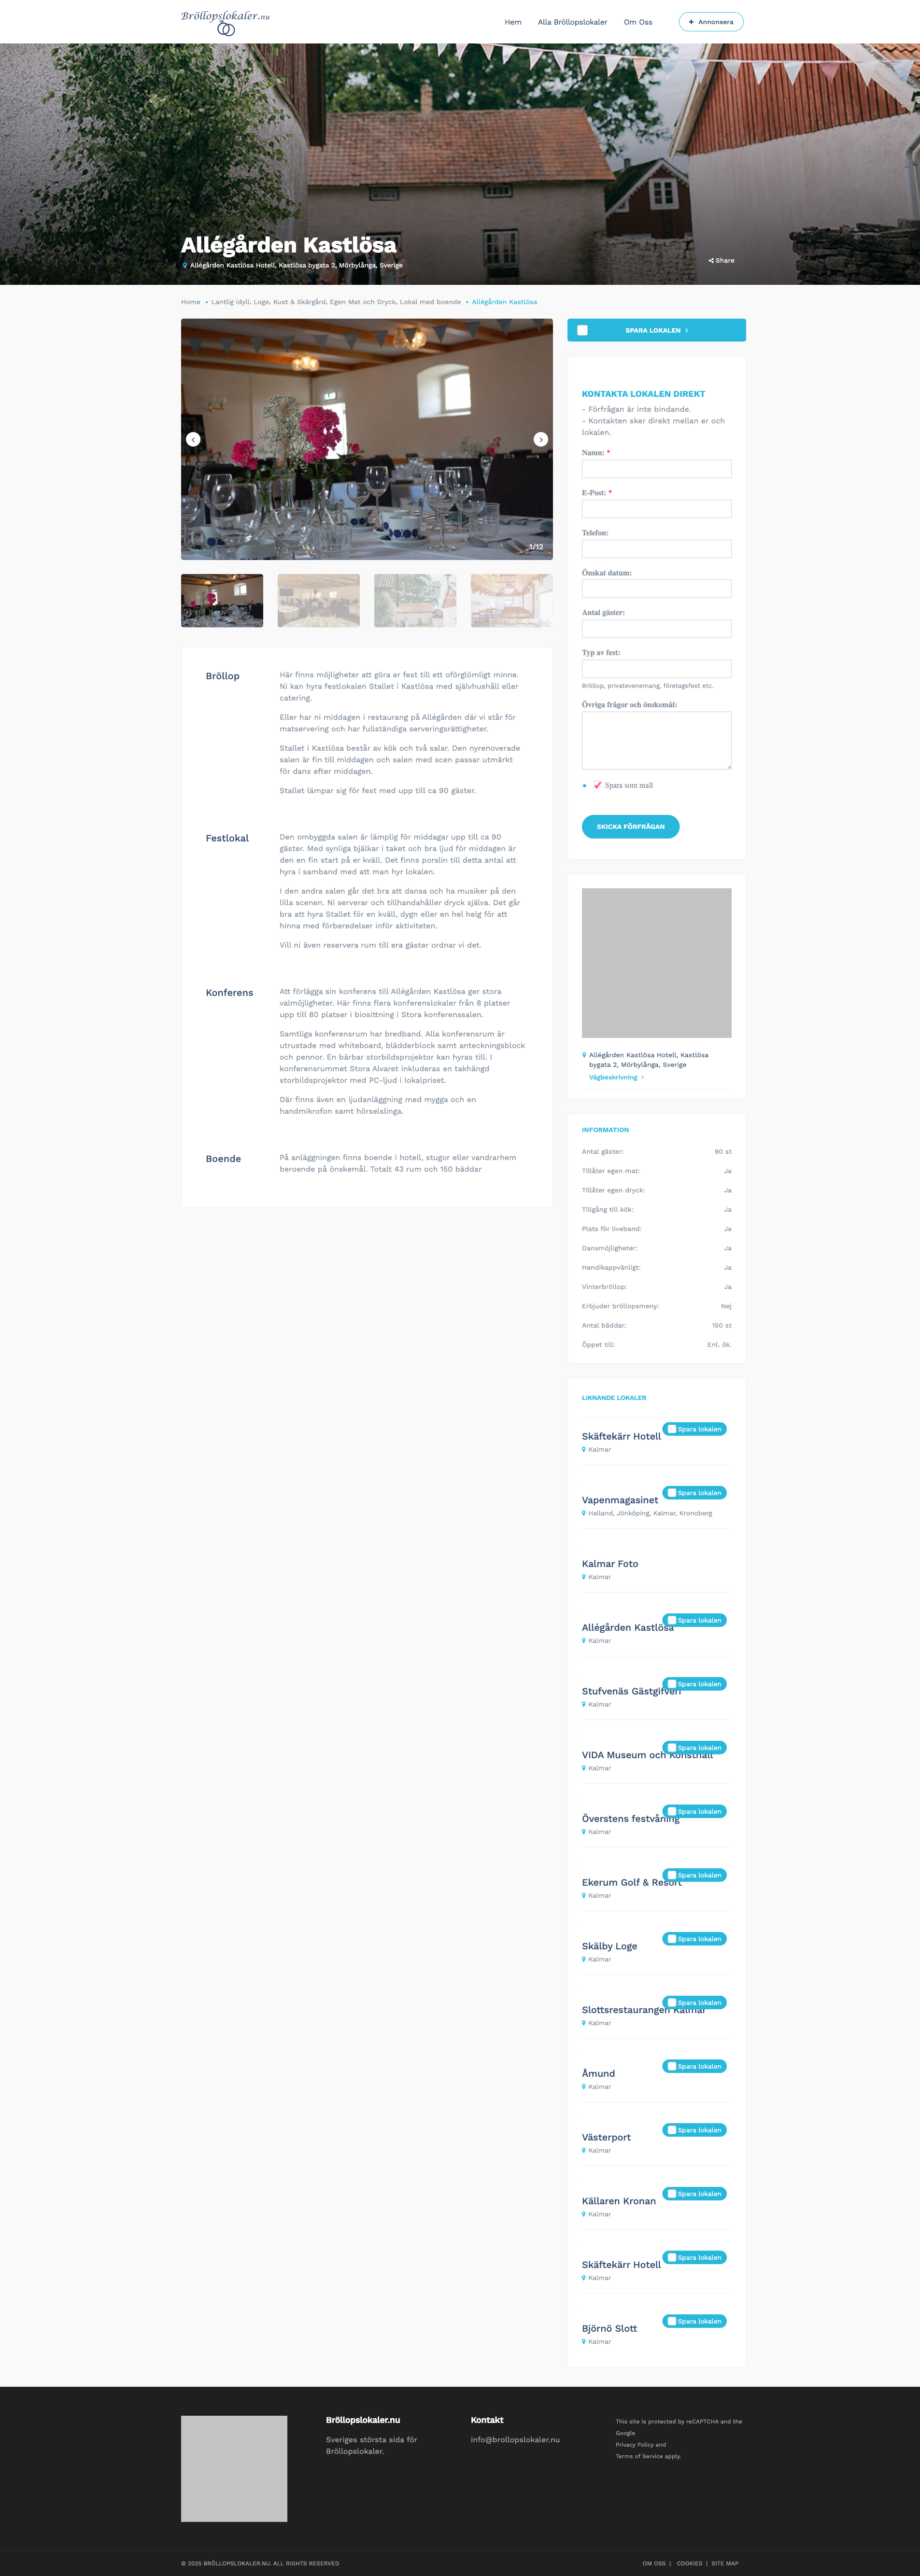 Bröllopslokaler.nu
Hem
Alla Bröllopslokaler
Om Oss
Annonsera
Allégården Kastlösa
Allégården Kastlösa Hotell, Kastlösa bygata 2, Mörbylånga, Sverige
Share
Home • Lantlig idyll, Loge, Kust & Skärgård, Egen Mat och Dryck, Lokal med boende • Allégården Kastlösa
1/12
Bröllop
Här finns möjligheter att göra er fest till ett oförglömligt minne.
Ni kan hyra festlokalen Stallet i Kastlösa med självhushåll eller
catering.
Eller har ni middagen i restaurang på Allégården där vi står för
matservering och har fullständiga serveringsrättigheter.
Stallet i Kastlösa består av kök och två salar. Den nyrenoverade
salen är fin till middagen och salen med scen passar utmärkt
för dans efter middagen.
Stallet lämpar sig för fest med upp till ca 90 gäster.
Festlokal
Den ombyggda salen är lämplig för middagar upp till ca 90
gäster. Med synliga bjälkar i taket och bra ljud för middagen är
den en fin start på er kväll. Det finns porslin till detta antal att
hyra i samband med att man hyr lokalen.
I den andra salen går det bra att dansa och ha musiker på den
lilla scenen. Ni serverar och tillhandahåller dryck själva. Det går
bra att hyra Stallet för en kväll, dygn eller en hel helg för att
hinna med förberedelser inför aktiviteten.
Vill ni även reservera rum till era gäster ordnar vi det.
Konferens
Att förlägga sin konferens till Allégården Kastlösa ger stora
valmöjligheter. Här finns flera konferenslokaler från 8 platser
upp till 80 platser i biosittning i Stora konferenssalen.
Samtliga konferensrum har bredband. Alla konferensrum är
utrustade med whiteboard, blädderblock samt anteckningsblock
och pennor. En bärbar storbildsprojektor kan hyras till. I
konferensrummet Stora Alvaret inkluderas en takhängd
storbildsprojektor med PC-ljud i lokalpriset.
Där finns även en ljudanläggning med mygga och en
handmikrofon samt hörselslinga.
Boende
På anläggningen finns boende i hotell, stugor eller vandrarhem
beroende på önskemål. Totalt 43 rum och 150 bäddar
SPARA LOKALEN
KONTAKTA LOKALEN DIREKT
- Förfrågan är inte bindande.
- Kontakten sker direkt mellan er och
lokalen.
Namn: *
E-Post: *
Telefon:
Önskat datum:
Antal gäster:
Typ av fest:
Bröllop, privatevenemang, företagsfest etc.
Övriga frågor och önskemål:
Spara som mall
SKICKA FÖRFRÅGAN
Allégården Kastlösa Hotell, Kastlösa
bygata 2, Mörbylånga, Sverige
Vägbeskrivning
INFORMATION
Antal gäster: 90 st
Tillåter egen mat: Ja
Tillåter egen dryck: Ja
Tillgång till kök: Ja
Plats för liveband: Ja
Dansmöjligheter: Ja
Handikappvänligt: Ja
Vinterbröllop: Ja
Erbjuder bröllopsmeny: Nej
Antal bäddar: 150 st
Öppet till: Enl. ök.
LIKNANDE LOKALER
Spara lokalen
Skäftekärr Hotell
Kalmar
Spara lokalen
Vapenmagasinet
Halland, Jönköping, Kalmar, Kronoberg
Kalmar Foto
Kalmar
Spara lokalen
Allégården Kastlösa
Kalmar
Spara lokalen
Stufvenäs Gästgifveri
Kalmar
Spara lokalen
VIDA Museum och Konsthall
Kalmar
Spara lokalen
Överstens festvåning
Kalmar
Spara lokalen
Ekerum Golf & Resort
Kalmar
Spara lokalen
Skälby Loge
Kalmar
Spara lokalen
Slottsrestaurangen Kalmar
Kalmar
Spara lokalen
Åmund
Kalmar
Spara lokalen
Västerport
Kalmar
Spara lokalen
Källaren Kronan
Kalmar
Spara lokalen
Skäftekärr Hotell
Kalmar
Spara lokalen
Björnö Slott
Kalmar
Bröllopslokaler.nu
Sveriges största sida för
Bröllopslokaler.
Kontakt
info@brollopslokaler.nu
This site is protected by reCAPTCHA and the
Google
Privacy Policy and
Terms of Service apply.
© 2025 BRÖLLOPSLOKALER.NU. ALL RIGHTS RESERVED
OM OSS | COOKIES | SITE MAP